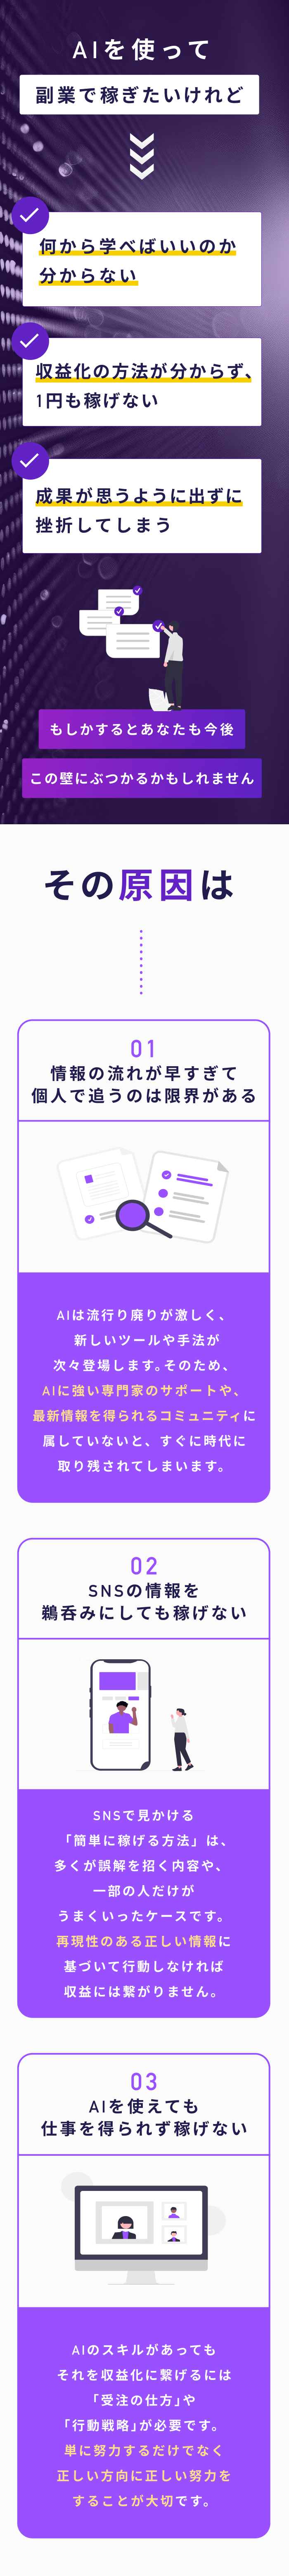 AIを使って
副業で稼ぎたいけれど
何から学べばいいのか
分からない
収益化の方法が分からず、
1円も稼げない
成果が思うように出ずに
挫折してしまう
もしかするとあなたも今後
この壁にぶつかるかもしれません
その原因は
01
情報の流れが早すぎて
個人で追うのは限界がある
AIは流行り廃りが激しく、
新しいツールや手法が
次々登場します。そのため、
AIに強い専門家のサポートや、
最新情報を得られるコミュニティに
属していないと、すぐに時代に
取り残されてしまいます。
02
SNSの情報を
鵜呑みにしても稼げない
SNSで見かける
「簡単に稼げる方法」は、
多くが誤解を招く内容や、
一部の人だけが
うまくいったケースです。
再現性のある正しい情報に
基づいて行動しなければ
収益には繋がりません。
03
AIを使えても
仕事を得られず稼げない
AIのスキルがあっても
それを収益化に繋げるには
「受注の仕方」や
「行動戦略」が必要です。
単に努力するだけでなく
正しい方向に正しい努力を
することが大切です。